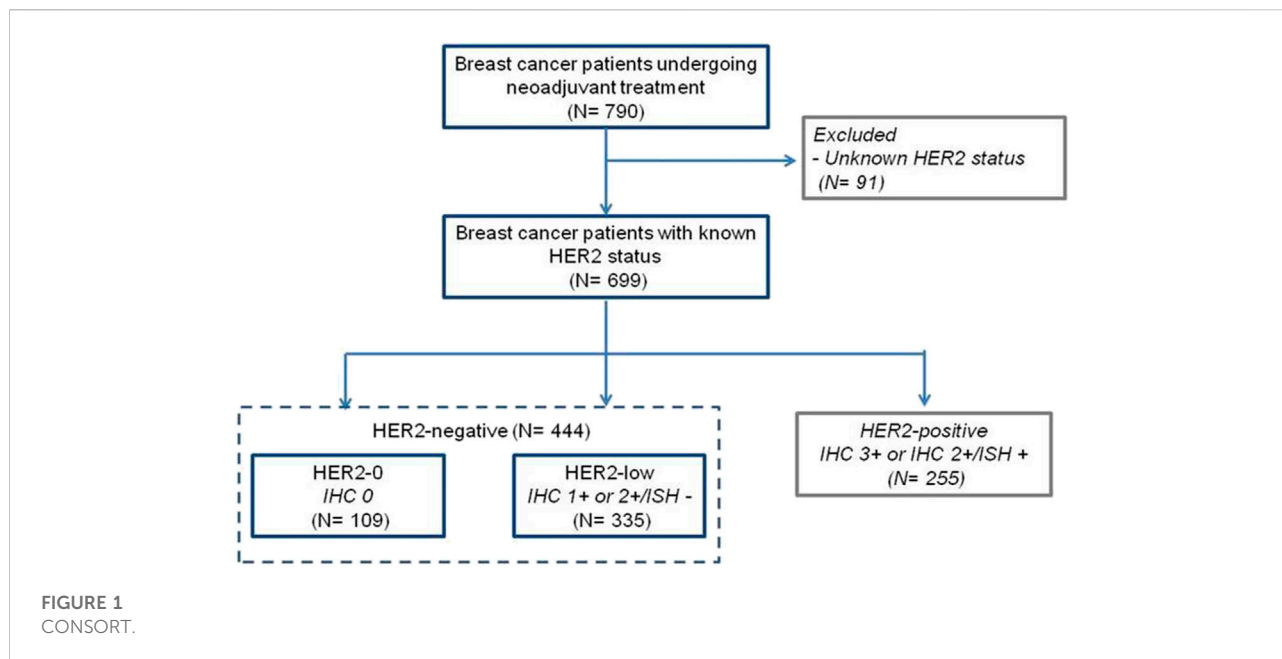 Breast cancer patients undergoing
neoadjuvant treatment
(N= 790)
Excluded
- Unknown HER2 status
(N= 91)
Breast cancer patients with known
HER2 status
(N= 699)
HER2-negative (N= 444)
HER2-0
IHC 0
(N= 109)
HER2-low
IHC 1+ or 2+/ISH -
(N= 335)
HER2-positive
IHC 3+ or IHC 2+/ISH +
(N= 255)
FIGURE 1
CONSORT.